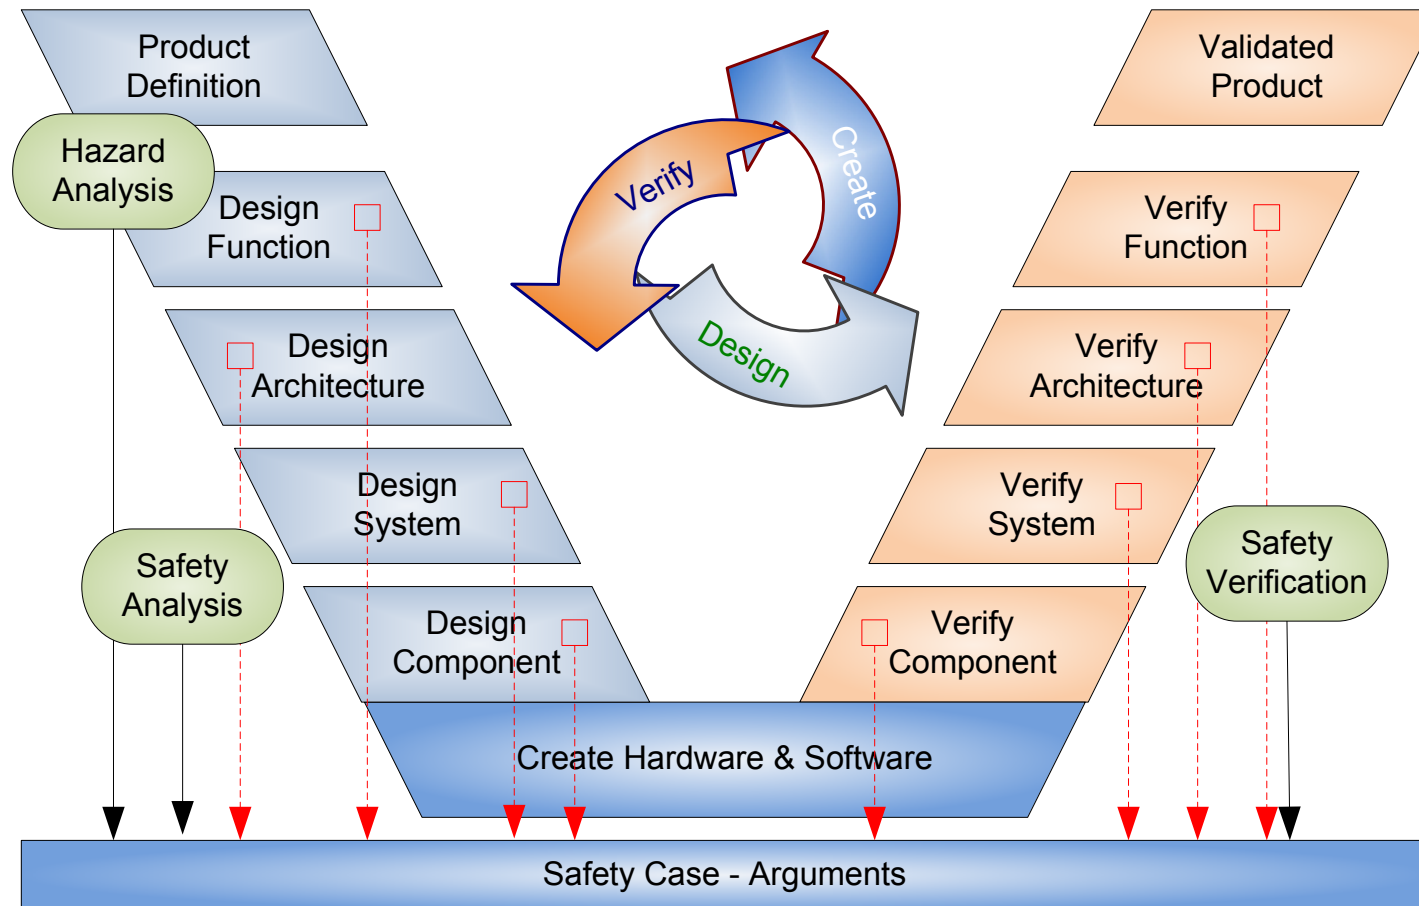 Product
Definition
Validated
Product
Create
Verify
Design
Hazard
Analysis
Design
Function
Verify
Function
Design
Architecture
Verify
Architecture
Design
System
Verify
System
Safety
Analysis
Safety
Verification
Design
Component
Verify
Component
Create Hardware & Software
Safety Case - Arguments